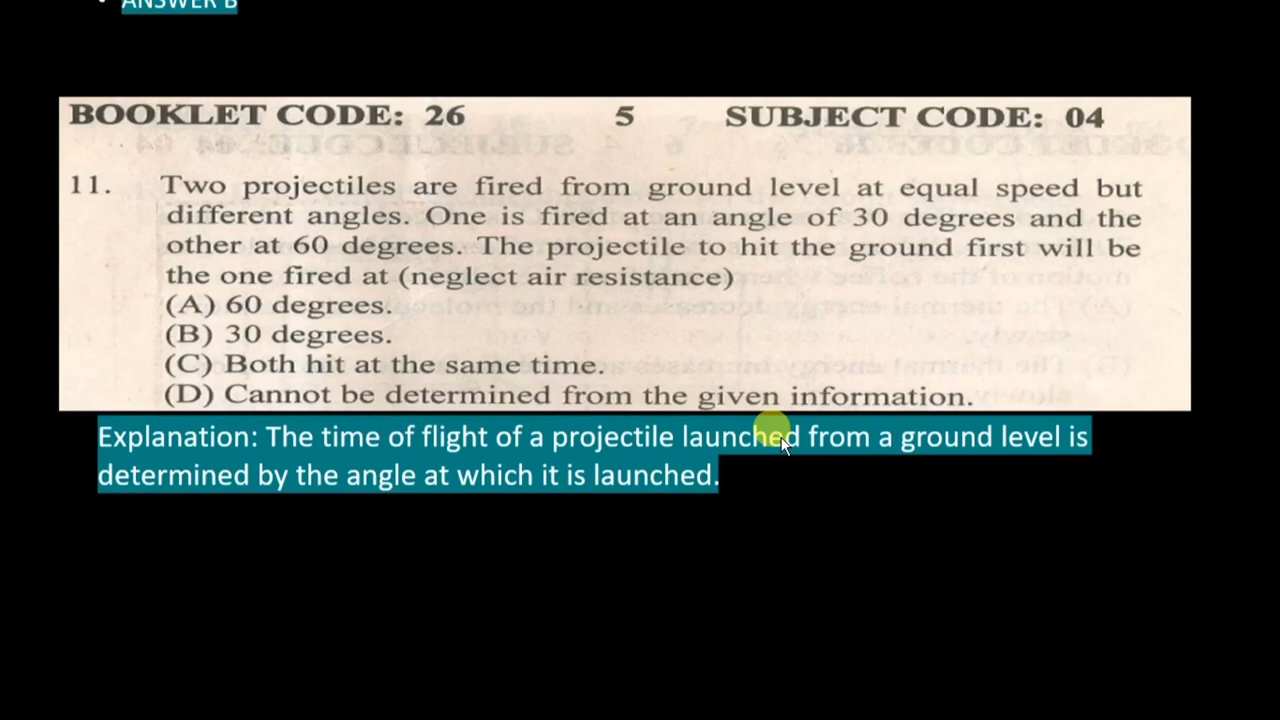 • ANSWER B
BOOKLET CODE: 26 5 SUBJECT CODE: 04
11. Two projectiles are fired from ground level at equal speed but
different angles. One is fired at an angle of 30 degrees and the
other at 60 degrees. The projectile to hit the ground first will be
the one fired at (neglect air resistance)
(A) 60 degrees.
(B) 30 degrees.
(C) Both hit at the same time.
(D) Cannot be determined from the given information.
Explanation: The time of flight of a projectile launched from a ground level is
determined by the angle at which it is launched.